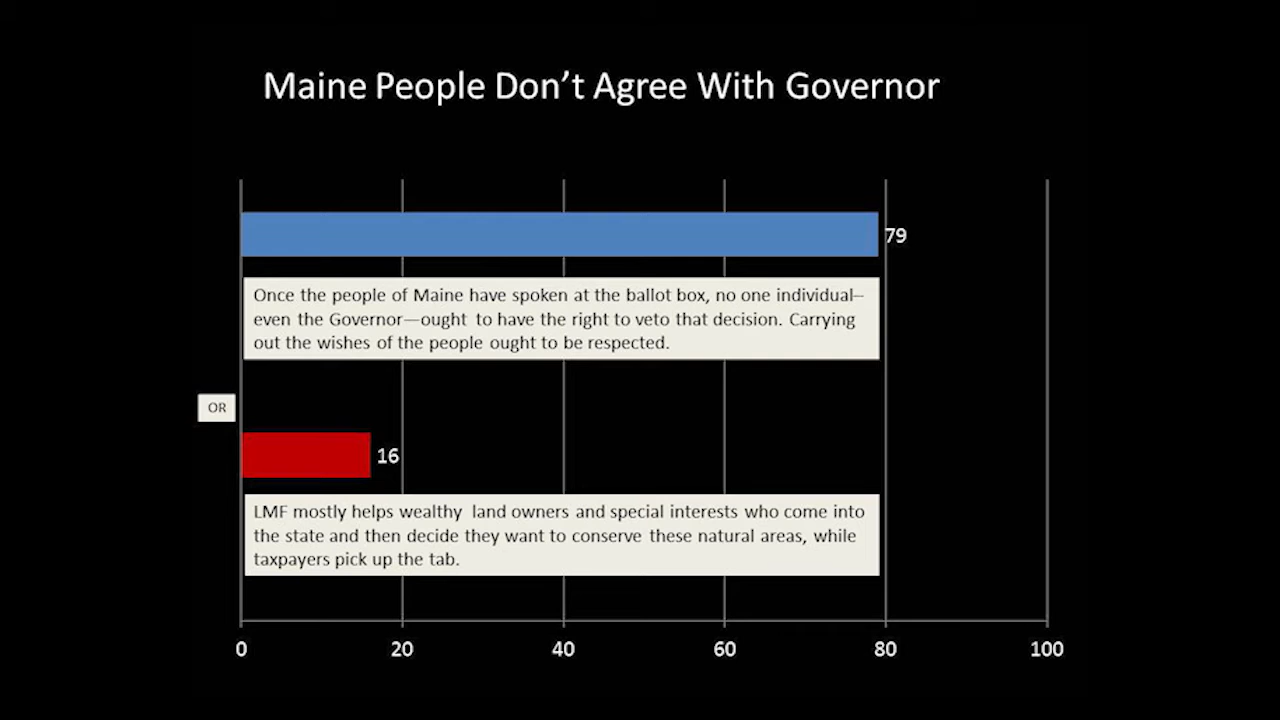 Maine People Don’t Agree With Governor
79
Once the people of Maine have spoken at the ballot box, no one individual–
even the Governor—ought to have the right to veto that decision. Carrying
out the wishes of the people ought to be respected.
OR
16
LMF mostly helps wealthy land owners and special interests who come into
the state and then decide they want to conserve these natural areas, while
taxpayers pick up the tab.
0 20 40 60 80 100